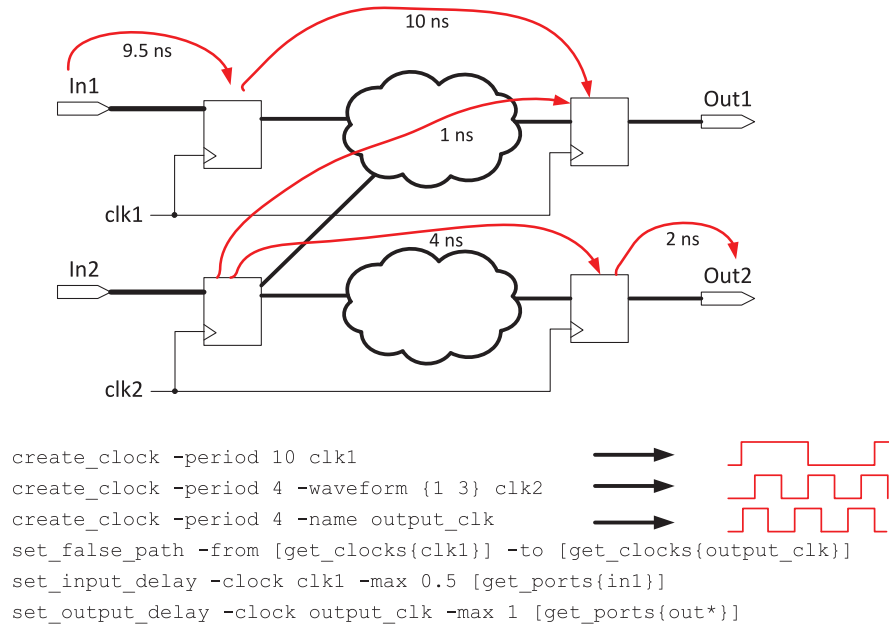 10 ns
9.5 ns
In1
Out1
1 ns
clk1
4 ns
2 ns
In2
Out2
clk2
create_clock -period 10 clk1
create_clock -period 4 -waveform {1 3} clk2
create_clock -period 4 -name output_clk
set_false_path -from [get_clocks{clk1}] -to [get_clocks{output_clk}]
set_input_delay -clock clk1 -max 0.5 [get_ports{in1}]
set_output_delay -clock output_clk -max 1 [get_ports{out*}]